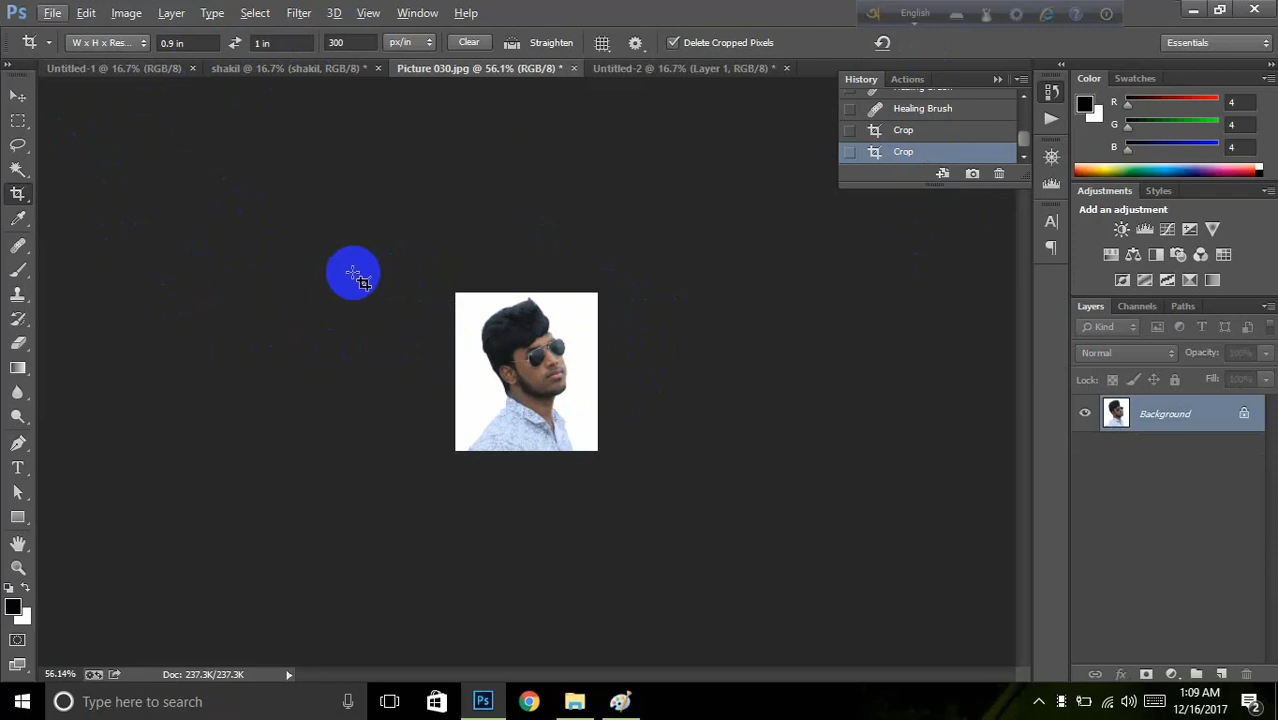 Ps File Edit Image Layer Type Select Filter 3D View Window Help
English
W x H x Res... 0.9 in 1 in 300 px/in Clear Straighten Delete Cropped Pixels Essentials
Untitled-1 @ 16.7% (RGB/8) × shakil @ 16.7% (shakil, RGB/8) * × Picture 030.jpg @ 56.1% (RGB/8) * × Untitled-2 @ 16.7% (Layer 1, RGB/8) * ×
History Actions
Healing Brush
Healing Brush
Crop
Crop
Color Swatches
R 4
G 4
B 4
Adjustments Styles
Add an adjustment
Layers Channels Paths
Kind
Normal Opacity: 100%
Lock: Fill: 100%
Background
56.14% Doc: 237.3K/237.3K
Type here to search
1:09 AM
12/16/2017
2